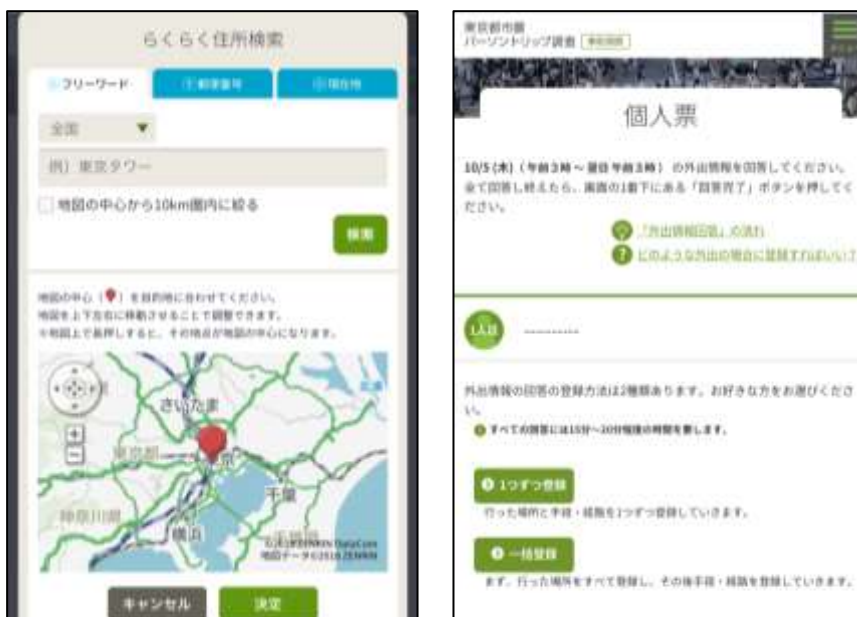 らくらく住所検索
フリーワード
郵便番号
現在地
全国
例）東京タワー
地図の中心から10km圏内に絞る
検索
地図の中心（ ）を目的地に合わせてください。
地図を上下左右に移動させることで調整できます。
※地図上で長押しすると、その地点が地図の中心になります。
さいたま
東京都
東京
千葉
神奈川県
横浜
地図データ©2018 ZENRIN
キャンセル
決定
東京都市圏
パーソントリップ調査
個人票
10/5 (木) (午前3時～翌日午前3時) の外出情報を回答してください。
全て回答し終えたら、画面の1番下にある「回答完了」ボタンを押してく
ださい。
「外出情報回答」の流れ
どのような外出の場合に登録すればいい？
1人目
----------
外出情報の回答の登録方法は2種類あります。お好きな方をお選びくださ
い。
すべての回答には15分～20分程度の時間を要します。
1つずつ登録
行った場所と手段・経路を1つずつ登録していきます。
一括登録
まず、行った場所をすべて登録し、その後手段・経路を登録していきます。